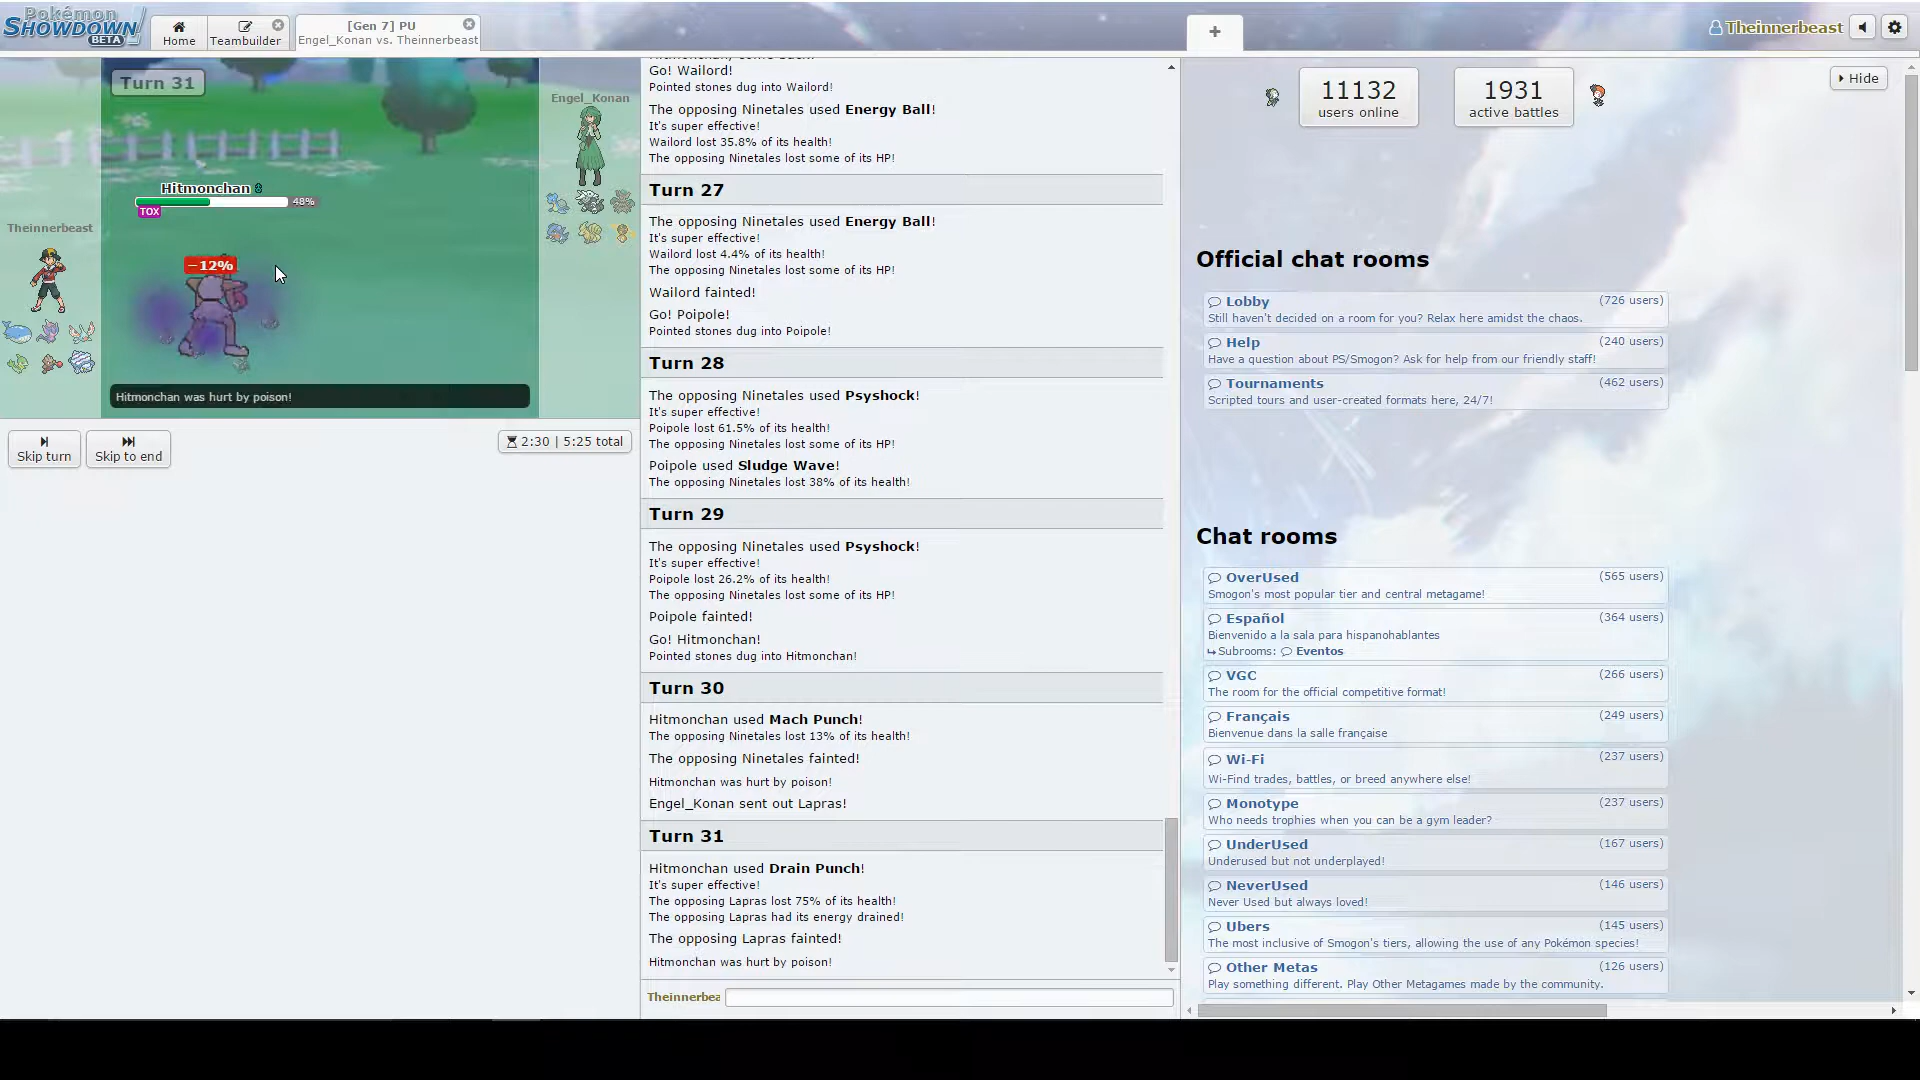 Pokémon
SHOWDOWN!
BETA
Home
Teambuilder
[Gen 7] PU
Engel_Konan vs. Theinnerbeast
+
Theinnerbeast
Turn 31
Engel_Konan
Hitmonchan
48%
TOX
Theinnerbeast
−12%
Hitmonchan was hurt by poison!
Skip turn
Skip to end
2:30 | 5:25 total
Go! Wailord!
Pointed stones dug into Wailord!
The opposing Ninetales used Energy Ball!
It's super effective!
Wailord lost 35.8% of its health!
The opposing Ninetales lost some of its HP!
Turn 27
The opposing Ninetales used Energy Ball!
It's super effective!
Wailord lost 4.4% of its health!
The opposing Ninetales lost some of its HP!
Wailord fainted!
Go! Poipole!
Pointed stones dug into Poipole!
Turn 28
The opposing Ninetales used Psyshock!
It's super effective!
Poipole lost 61.5% of its health!
The opposing Ninetales lost some of its HP!
Poipole used Sludge Wave!
The opposing Ninetales lost 38% of its health!
Turn 29
The opposing Ninetales used Psyshock!
It's super effective!
Poipole lost 26.2% of its health!
The opposing Ninetales lost some of its HP!
Poipole fainted!
Go! Hitmonchan!
Pointed stones dug into Hitmonchan!
Turn 30
Hitmonchan used Mach Punch!
The opposing Ninetales lost 13% of its health!
The opposing Ninetales fainted!
Hitmonchan was hurt by poison!
Engel_Konan sent out Lapras!
Turn 31
Hitmonchan used Drain Punch!
It's super effective!
The opposing Lapras lost 75% of its health!
The opposing Lapras had its energy drained!
The opposing Lapras fainted!
Hitmonchan was hurt by poison!
Theinnerbea
11132
users online
1931
active battles
Hide
Official chat rooms
Lobby (726 users)
Still haven't decided on a room for you? Relax here amidst the chaos.
Help (240 users)
Have a question about PS/Smogon? Ask for help from our friendly staff!
Tournaments (462 users)
Scripted tours and user-created formats here, 24/7!
Chat rooms
OverUsed (565 users)
Smogon's most popular tier and central metagame!
Español (364 users)
Bienvenido a la sala para hispanohablantes
Subrooms: Eventos
VGC (266 users)
The room for the official competitive format!
Français (249 users)
Bienvenue dans la salle française
Wi-Fi (237 users)
Wi-Find trades, battles, or breed anywhere else!
Monotype (237 users)
Who needs trophies when you can be a gym leader?
UnderUsed (167 users)
Underused but not underplayed!
NeverUsed (146 users)
Never Used but always loved!
Ubers (145 users)
The most inclusive of Smogon's tiers, allowing the use of any Pokémon species!
Other Metas (126 users)
Play something different. Play Other Metagames made by the community.